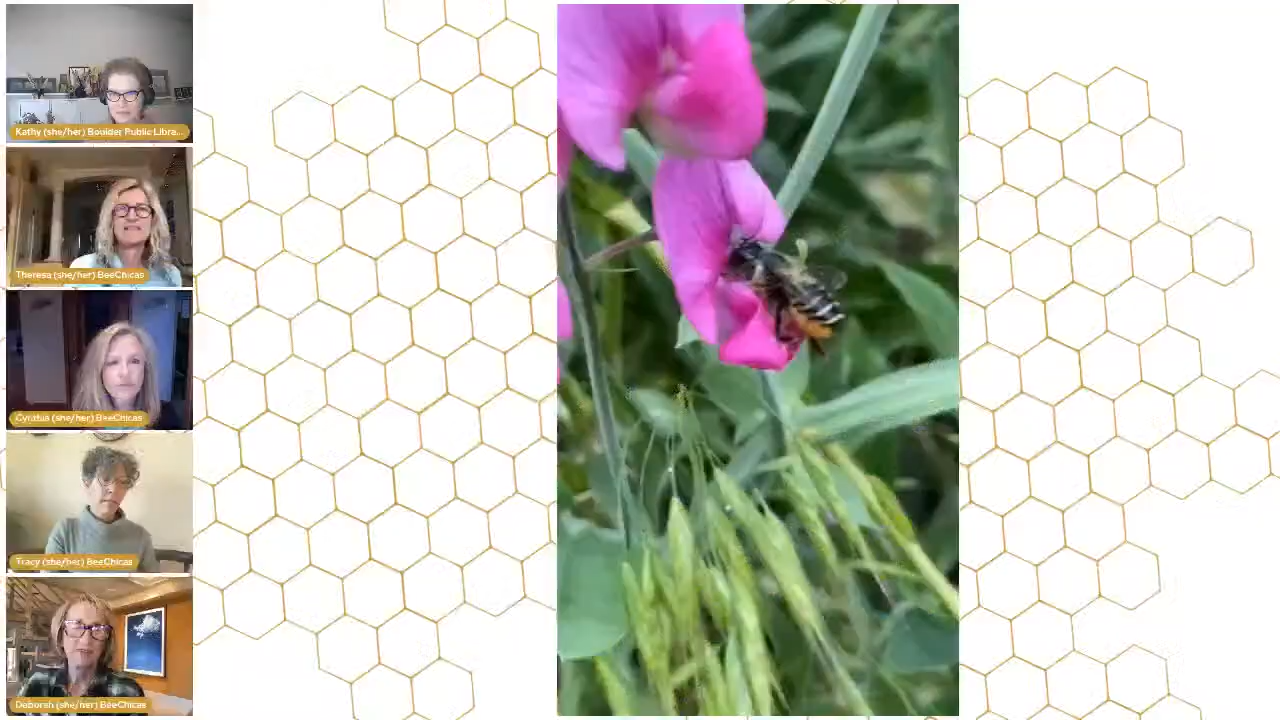 Kathy (she/her) Boulder Public Libra...
Theresa (she/her) BeeChicas
Cynthia (she/her) BeeChicas
Tracy (she/her) BeeChicas
Deborah (she/her) BeeChicas